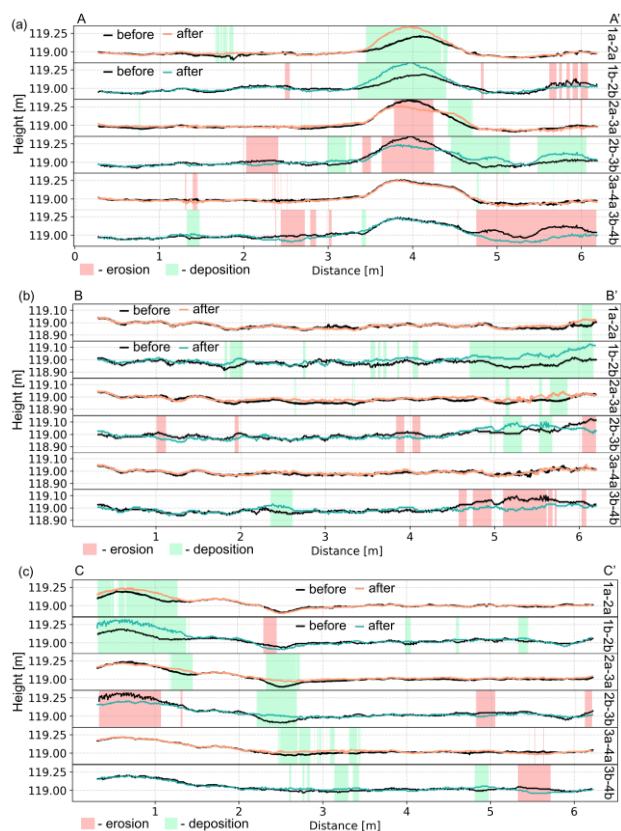 (a)
A
A'
before
after
119.25
119.00
1a-2a
before
after
119.25
119.00
1b-2b
119.25
119.00
2a-3a
119.25
119.00
2b-3b
119.25
119.00
3a-4a
119.25
119.00
3b-4b
Height [m]
0 1 2 3 4 5 6
- erosion
- deposition
Distance [m]
(b)
B
B'
before
after
119.10
119.00
118.90
1a-2a
before
after
119.10
119.00
118.90
1b-2b
119.10
119.00
118.90
2a-3a
119.10
119.00
118.90
2b-3b
119.10
119.00
118.90
3a-4a
119.10
119.00
118.90
3b-4b
Height [m]
1 2 3 4 5 6
- erosion
- deposition
Distance [m]
(c)
C
C'
before
after
119.25
119.00
1a-2a
before
after
119.25
119.00
1b-2b
119.25
119.00
2a-3a
119.25
119.00
2b-3b
119.25
119.00
3a-4a
119.25
119.00
3b-4b
Height [m]
1 2 3 4 5 6
- erosion
- deposition
Distance [m]